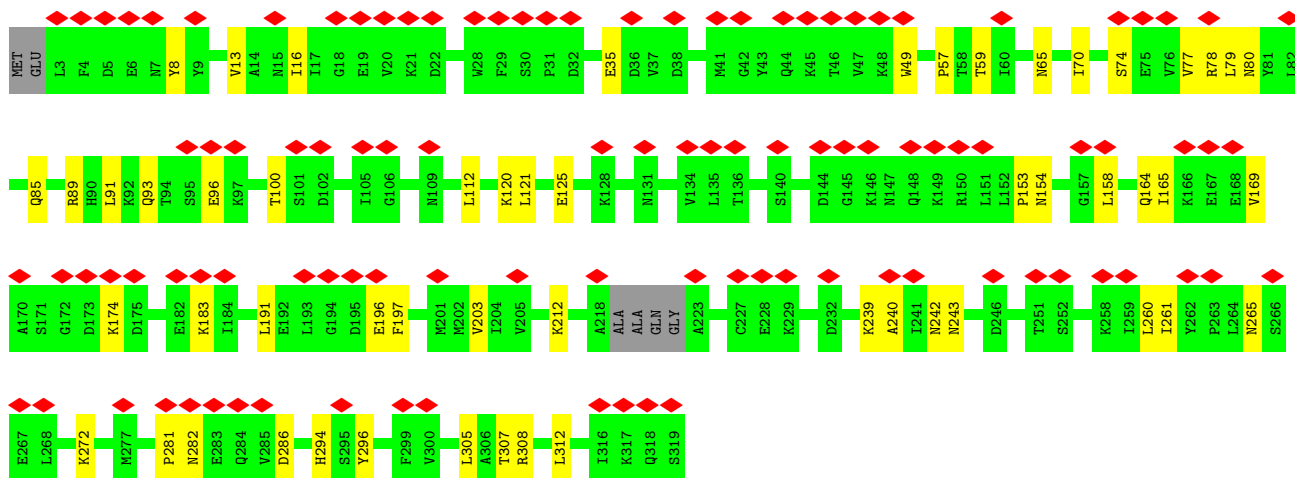 MET GLU L3 F4 D5 E6 N7 Y8 Y9 V13 A14 N15 I16 I17 G18 E19 V20 K21 D22 W28 F29 S30 P31 D32 E35 D36 V37 D38 M41 G42 Y43 Q44 K45 T46 V47 K48 W49 P57 T58 T59 I60 N65 I70 S74 E75 V76 V77 R78 L79 N80 Y81 L82
Q85 R89 H90 L91 K92 Q93 T94 S95 E96 K97 T100 S101 D102 I105 G106 N109 L112 K120 L121 E125 K128 N131 V134 L135 T136 S140 D144 G145 K146 N147 Q148 K149 R150 L151 L152 P153 N154 G157 L158 Q164 I165 K166 E167 E168 V169
A170 S171 G172 D173 K174 D175 E182 K183 I184 L191 E192 L193 G194 D195 E196 F197 M201 M202 V203 I204 V205 K212 A218 ALA ALA GLN GLY A223 C227 E228 K229 D232 K239 A240 I241 N242 N243 D246 T251 S252 K258 I259 L260 I261 Y262 P263 L264 N265 S266
E267 L268 K272 M277 P281 N282 E283 Q284 V285 D286 H294 S295 Y296 F299 V300 L305 A306 T307 R308 L312 I316 K317 Q318 S319